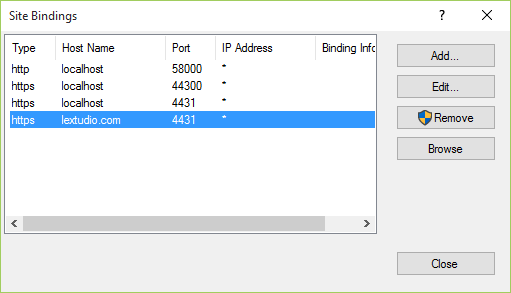 Site Bindings
Type Host Name Port IP Address Binding Info
http localhost 58000 *
https localhost 44300 *
https localhost 4431 *
https lextudio.com 4431 *
Add...
Edit...
Remove
Browse
Close